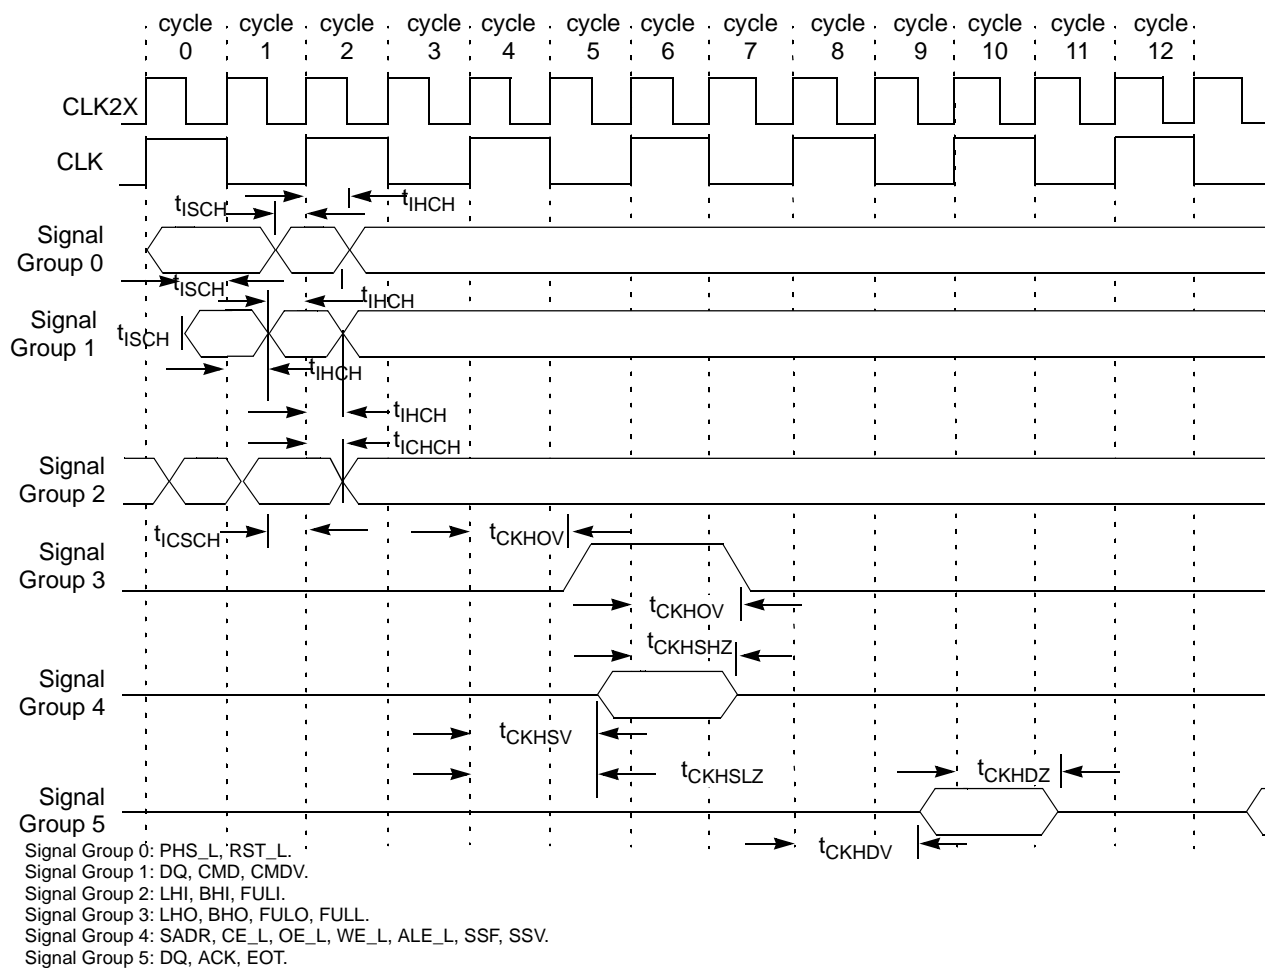 cycle 0 cycle 1 cycle 2 cycle 3 cycle 4 cycle 5 cycle 6 cycle 7 cycle 8 cycle 9 cycle 10 cycle 11 cycle 12
CLK2X
CLK
tISCH tIHCH
Signal Group 0
tISCH tIHCH
Signal Group 1
tISCH
tIHCH
tIHCH
tICHCH
Signal Group 2
tICSCH tCKHOV
Signal Group 3
tCKHOV
tCKHSHZ
Signal Group 4
tCKHSV
tCKHSLZ tCKHDZ
Signal Group 5
tCKHDV
Signal Group 0: PHS_L, RST_L.
Signal Group 1: DQ, CMD, CMDV.
Signal Group 2: LHI, BHI, FULI.
Signal Group 3: LHO, BHO, FULO, FULL.
Signal Group 4: SADR, CE_L, OE_L, WE_L, ALE_L, SSF, SSV.
Signal Group 5: DQ, ACK, EOT.